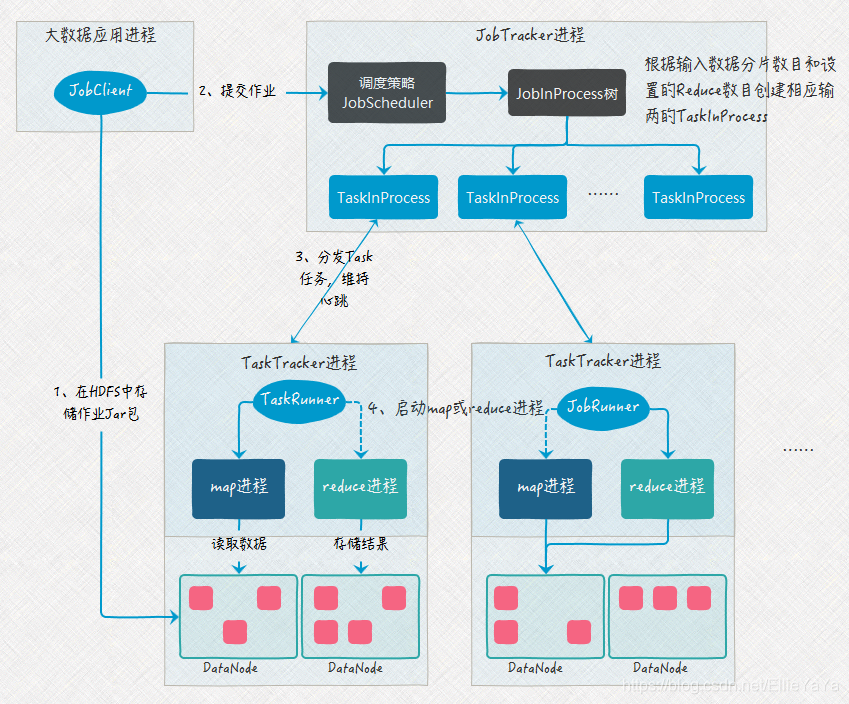 大数据应用进程
JobClient
2、提交作业
JobTracker进程
调度策略
JobScheduler
JobInProcess树
根据输入数据分片数目和设
置的Reduce数目创建相应输
两的TaskInProcess
TaskInProcess
TaskInProcess
······
TaskInProcess
3、分发Task
任务，维持
心跳
1、在HDFS中存
储作业Jar包
TaskTracker进程
TaskRunner
4、启动map或reduce进程
map进程
reduce进程
读取数据
存储结果
DataNode
DataNode
TaskTracker进程
JobRunner
map进程
reduce进程
DataNode
DataNode
······
https://blog.csdn.net/EllieYaYa